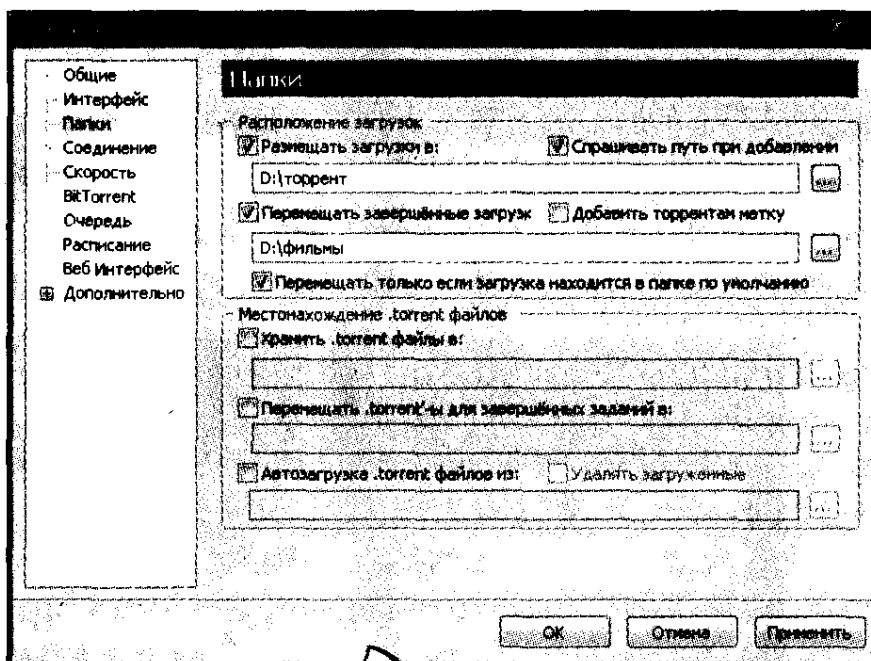 Общие
Интерфейс
Папки
Соединение
Скорость
BitTorrent
Очередь
Расписание
Веб Интерфейс
Дополнительно
Папки
Расположение загрузок
Размещать загрузки в:
Спрашивать путь при добавлении
D:\торрент
...
Перемещать завершённые загрузк
Добавить торрентам метку
D:\фильмы
...
Перемещать только если загрузка находится в папке по умолчанию
Местонахождение .torrent файлов
Хранить .torrent файлы в:
...
Перемещать .torrent'ы для завершённых заданий в:
...
Автозагрузка .torrent файлов из:
Удалять загруженные
...
ОК
Отмена
Применить